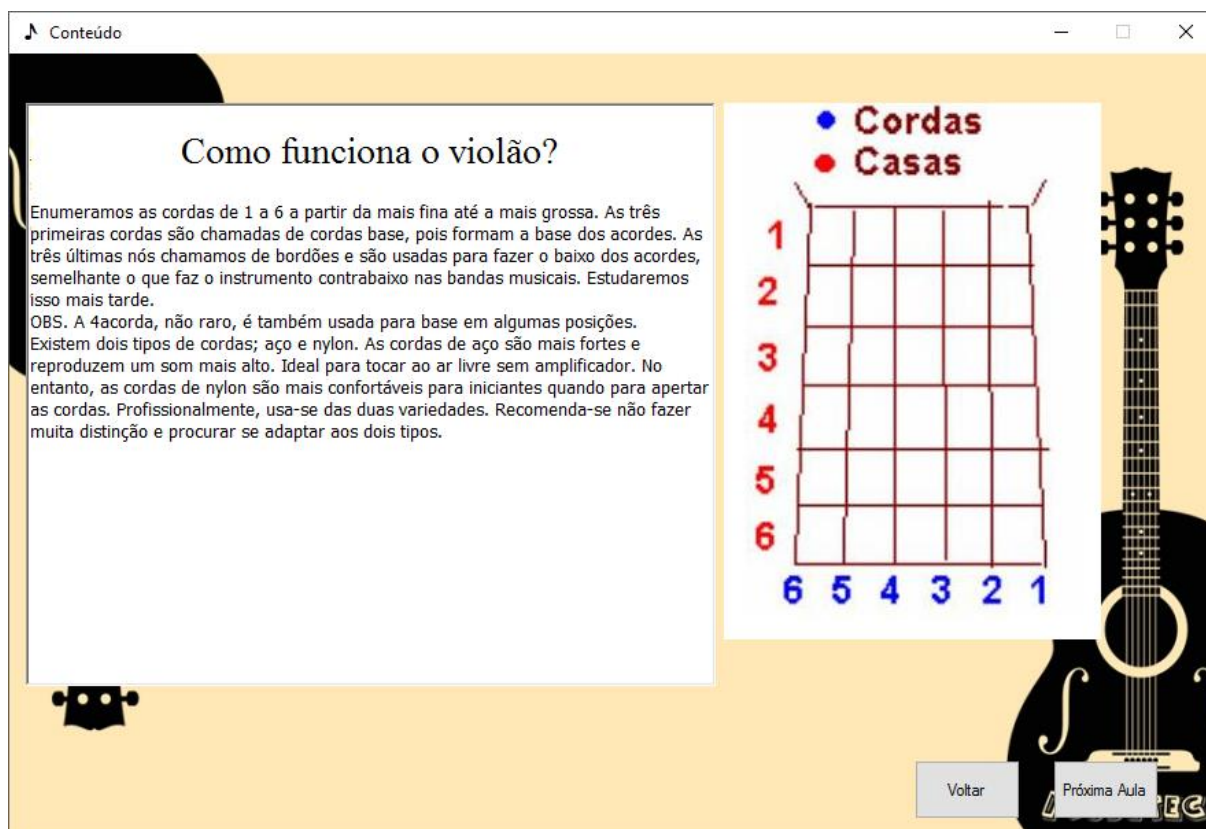 Conteúdo
Como funciona o violão?
Enumeramos as cordas de 1 a 6 a partir da mais fina até a mais grossa. As três
primeiras cordas são chamadas de cordas base, pois formam a base dos acordes. As
três últimas nós chamamos de bordões e são usadas para fazer o baixo dos acordes,
semelhante o que faz o instrumento contrabaixo nas bandas musicais. Estudaremos
isso mais tarde.
OBS. A 4acorda, não raro, é também usada para base em algumas posições.
Existem dois tipos de cordas; aço e nylon. As cordas de aço são mais fortes e
reproduzem um som mais alto. Ideal para tocar ao ar livre sem amplificador. No
entanto, as cordas de nylon são mais confortáveis para iniciantes quando para apertar
as cordas. Profissionalmente, usa-se das duas variedades. Recomenda-se não fazer
muita distinção e procurar se adaptar aos dois tipos.
Cordas
Casas
1
2
3
4
5
6
6 5 4 3 2 1
Voltar
Próxima Aula